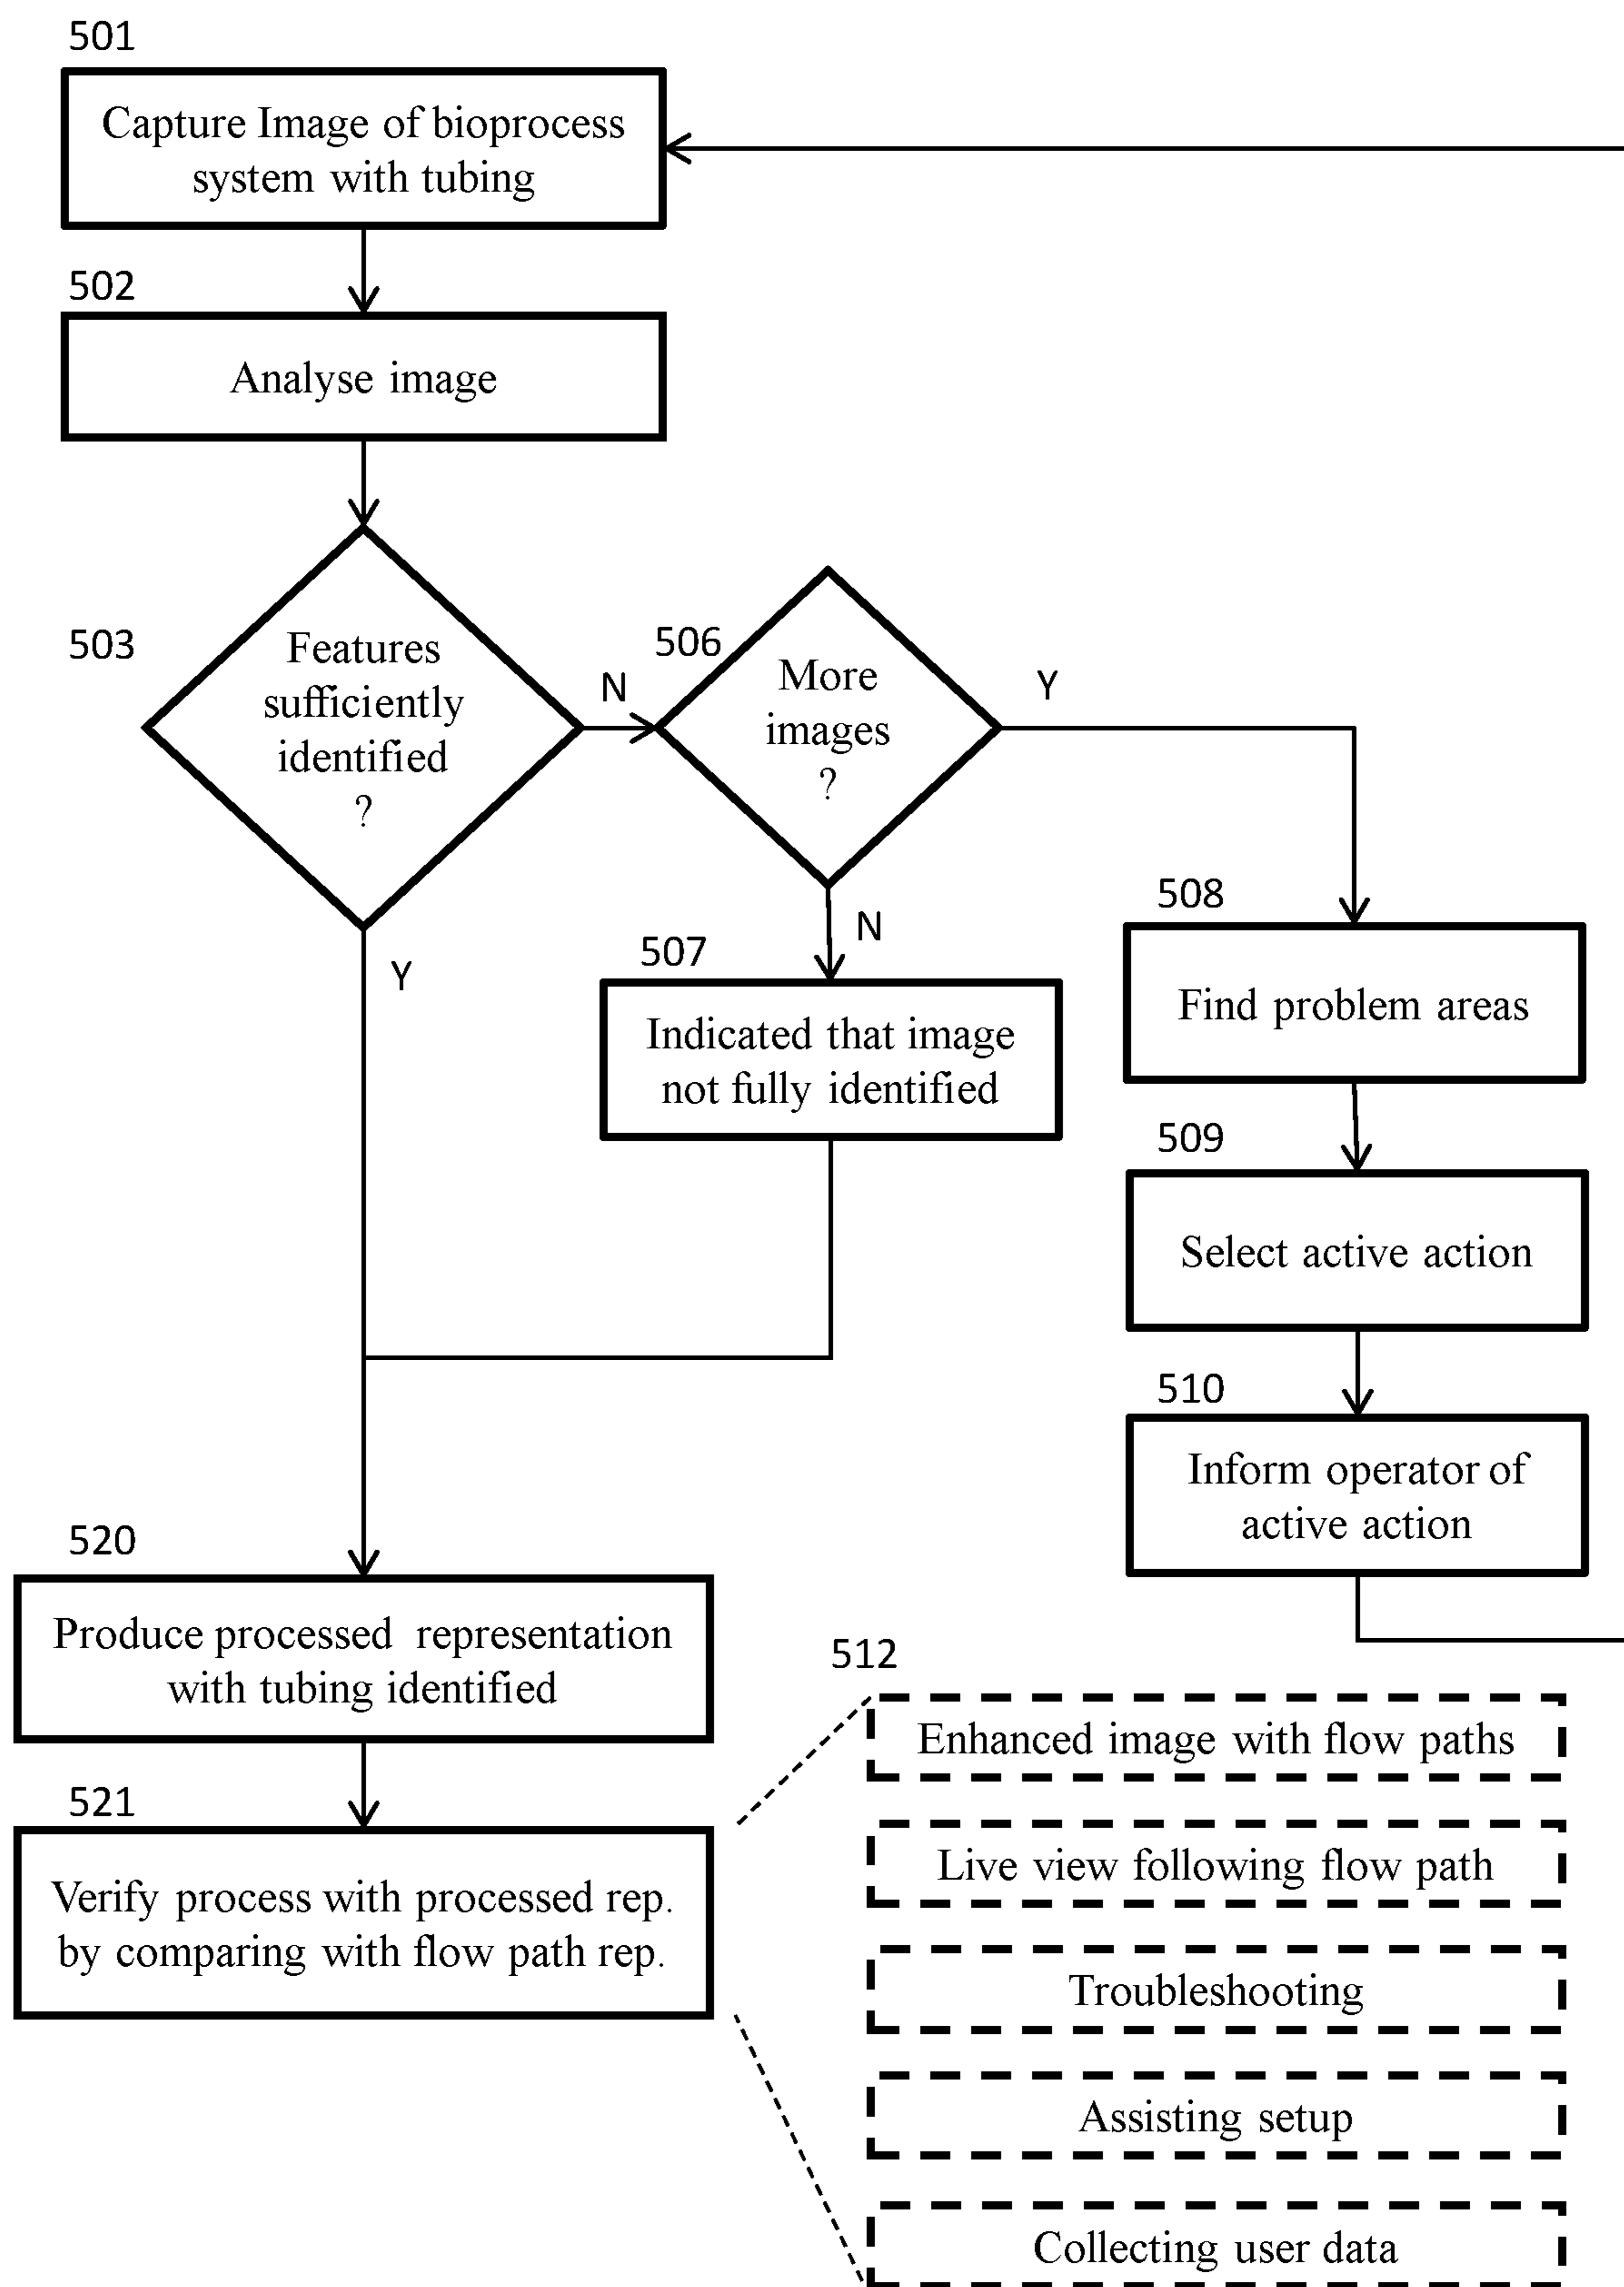 501
Capture Image of bioprocess
system with tubing
502
Analyse image
503
Features
sufficiently
identified
?
N
Y
506
More
images
?
Y
N
507
Indicated that image
not fully identified
508
Find problem areas
509
Select active action
510
Inform operator of
active action
520
Produce processed representation
with tubing identified
521
Verify process with processed rep.
by comparing with flow path rep.
512
Enhanced image with flow paths
Live view following flow path
Troubleshooting
Assisting setup
Collecting user data